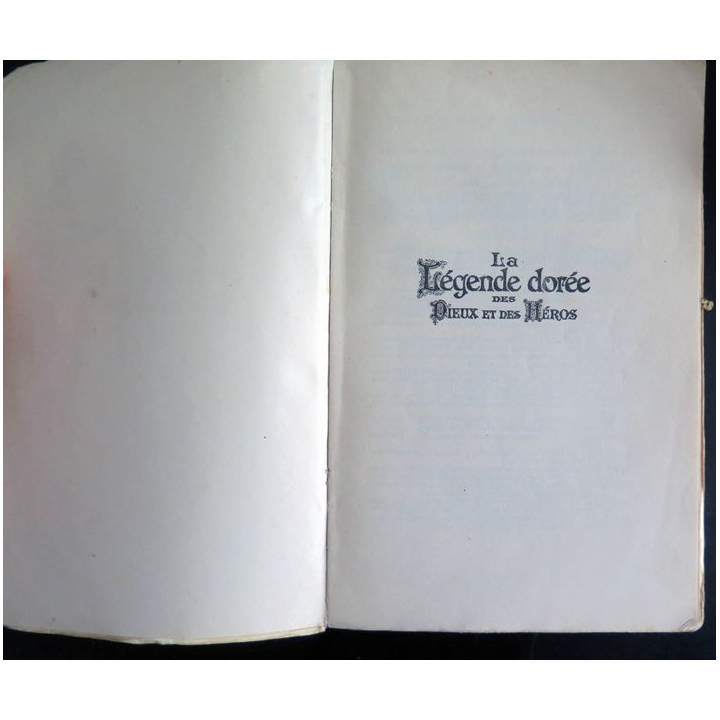 La
Légende dorée
DES
DIEUX ET DES HÉROS